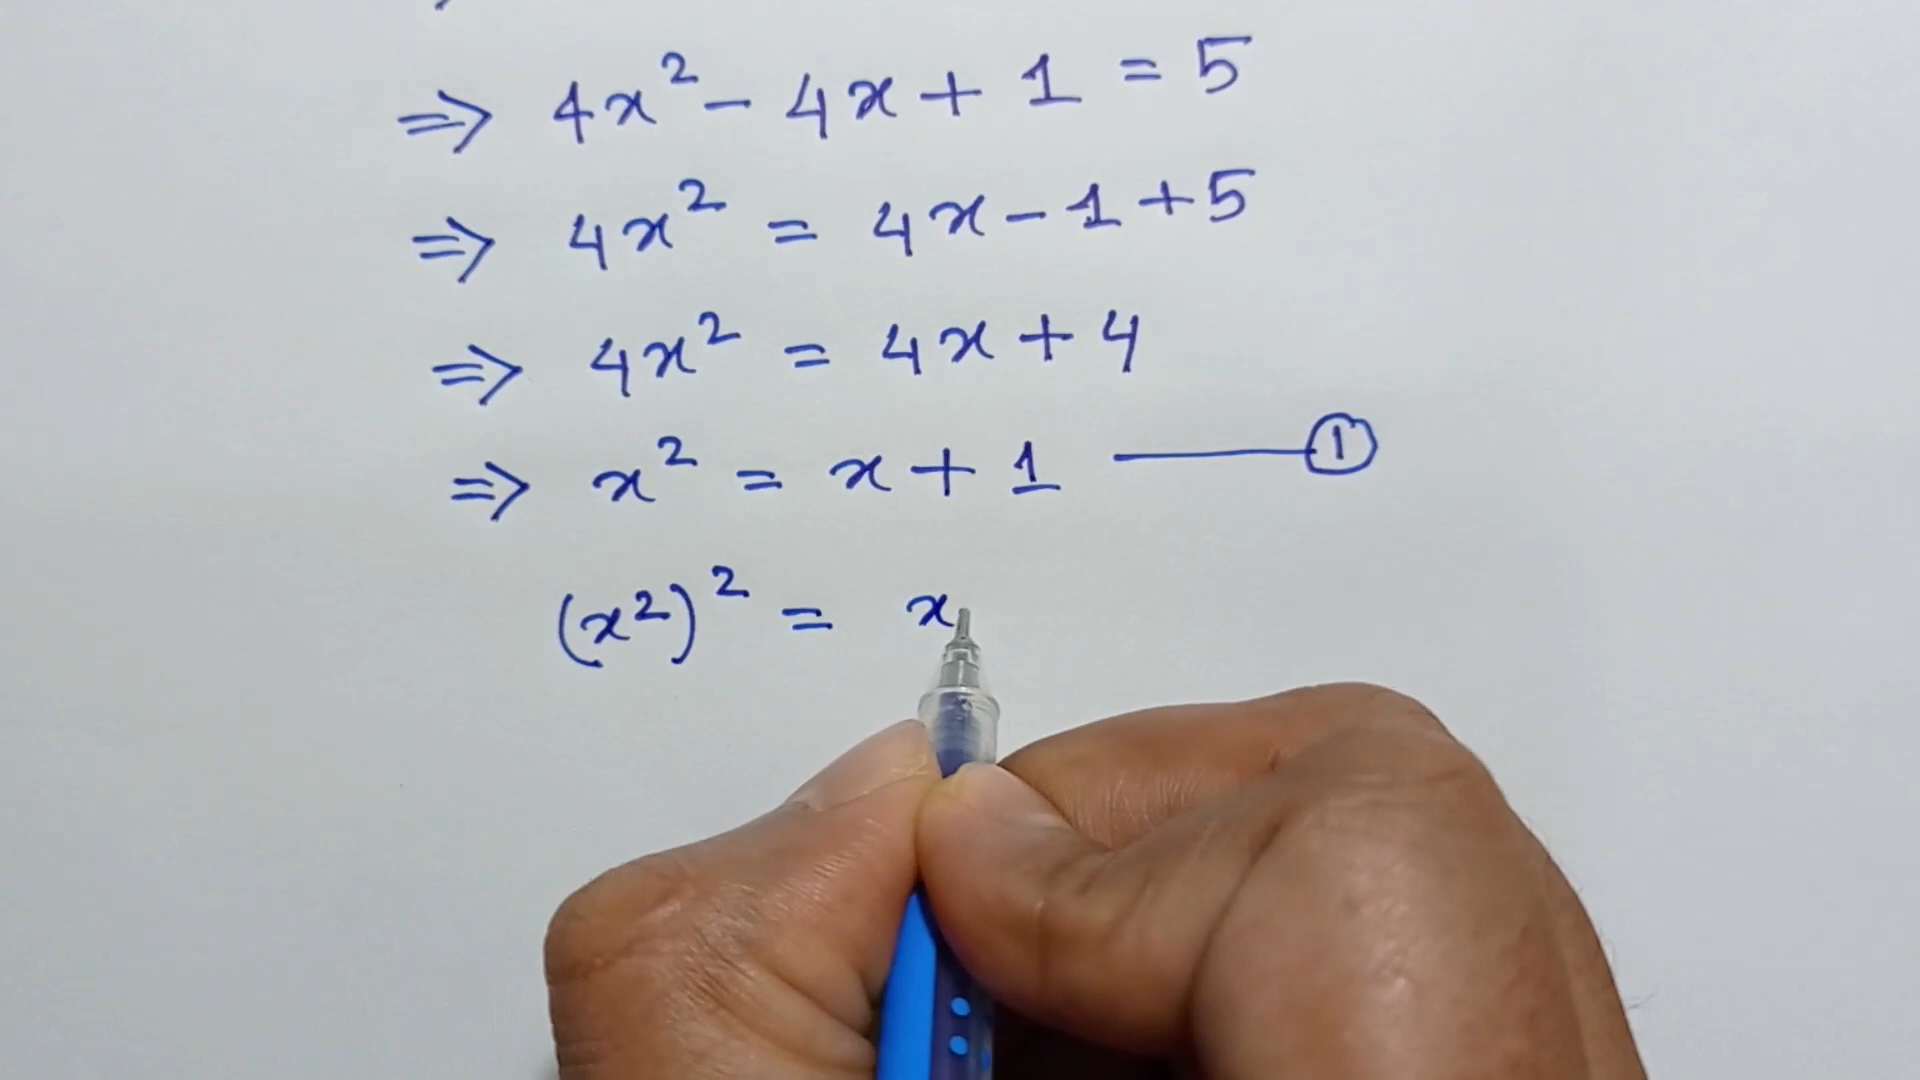 ⇒ 4x² - 4x + 1 = 5
⇒ 4x² = 4x - 1 + 5
⇒ 4x² = 4x + 4
⇒ x² = x + 1 —— ①
(x²)² = x